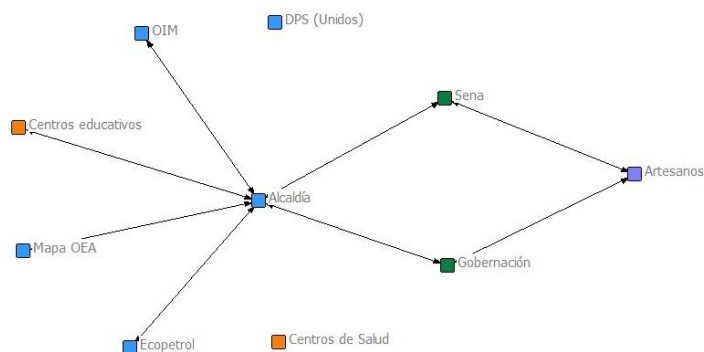 DPS (Unidos)
OIM
Sena
Centros educativos
Artesanos
Alcaldía
Mapa OEA
Gobernación
Centros de Salud
Ecopetrol